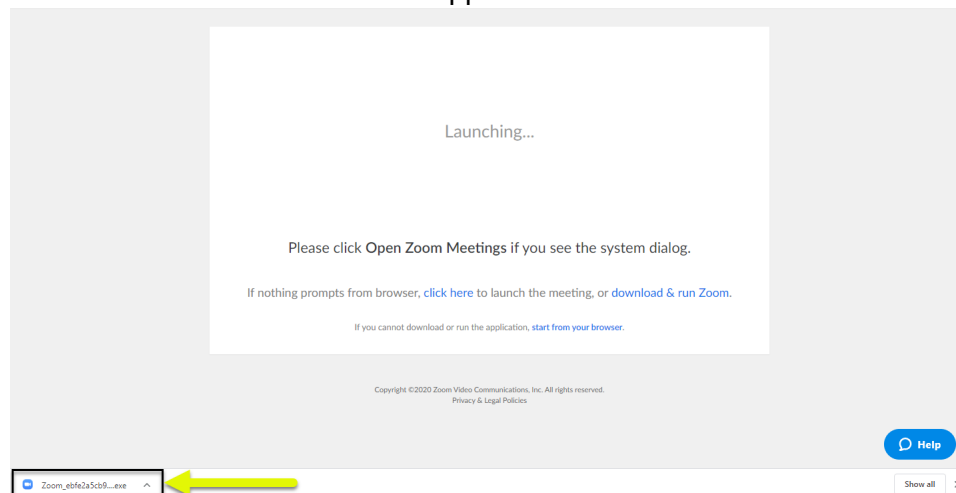 Launching...
Please click Open Zoom Meetings if you see the system dialog.
If nothing prompts from browser, click here to launch the meeting, or download & run Zoom.
If you cannot download or run the application, start from your browser.
Copyright ©2020 Zoom Video Communications, Inc. All rights reserved.
Privacy & Legal Policies
Help
Zoom_ebfe2a5cb9....exe
Show all